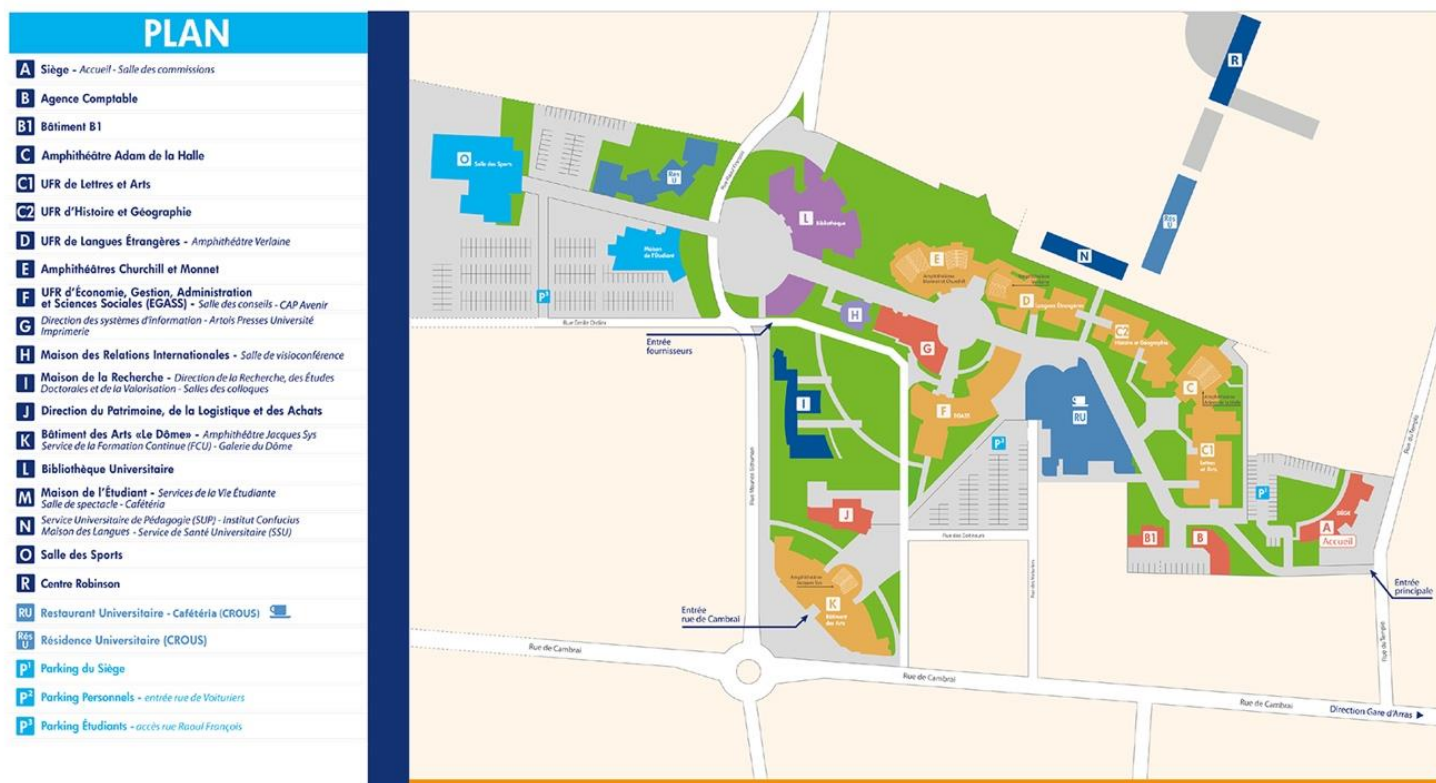 PLAN
A Siège - Accueil - Salle des commissions
B Agence Comptable
B1 Bâtiment B1
C Amphithéâtre Adam de la Halle
C1 UFR de Lettres et Arts
C2 UFR d'Histoire et Géographie
D UFR de Langues Étrangères - Amphithéâtre Verlaine
E Amphithéâtres Churchill et Monnet
F UFR d'Économie, Gestion, Administration
et Sciences Sociales (EGASS) - Salle des conseils - CAP Avenir
G Direction des systèmes d'information - Artois Presses Université
Imprimerie
H Maison des Relations Internationales - Salle de visioconférence
I Maison de la Recherche - Direction de la Recherche, des Études
Doctorales et de la Valorisation - Salles des colloques
J Direction du Patrimoine, de la Logistique et des Achats
K Bâtiment des Arts «Le Dôme» - Amphithéâtre Jacques Sys
Service de la Formation Continue (FCU) - Galerie du Dôme
L Bibliothèque Universitaire
M Maison de l'Étudiant - Services de la Vie Étudiante
Salle de spectacle - Cafétéria
N Service Universitaire de Pédagogie (SUP) - Institut Confucius
Maison des Langues - Service de Santé Universitaire (SSU)
O Salle des Sports
R Centre Robinson
RU Restaurant Universitaire - Cafétéria (CROUS)
Rés U Résidence Universitaire (CROUS)
P1 Parking du Siège
P2 Parking Personnels - entrée rue de Voituriers
P3 Parking Étudiants - accès rue Raoul François
R
O Salle des Sports
Rés
U
L
Bibliothèque
Rés
U
Maison
de l'Étudiant
N
E
Amphithéâtres
D
Langues Étrangères
C2
Histoire et Géographie
H
G
Rue Émile Didier
Entrée
fournisseurs
C
RU
I
F EGASS
C1
Lettres
et Arts
J
A
SIÈGE
Accueil
B1
B
Amphithéâtre
Jacques Sys
K
Bâtiment
des Arts
Entrée
rue de Cambrai
Entrée
principale
Rue du Temple
Rue du Temple
Rue de Cambrai
Rue de Cambrai
Rue de Cambrai
Direction Gare d'Arras